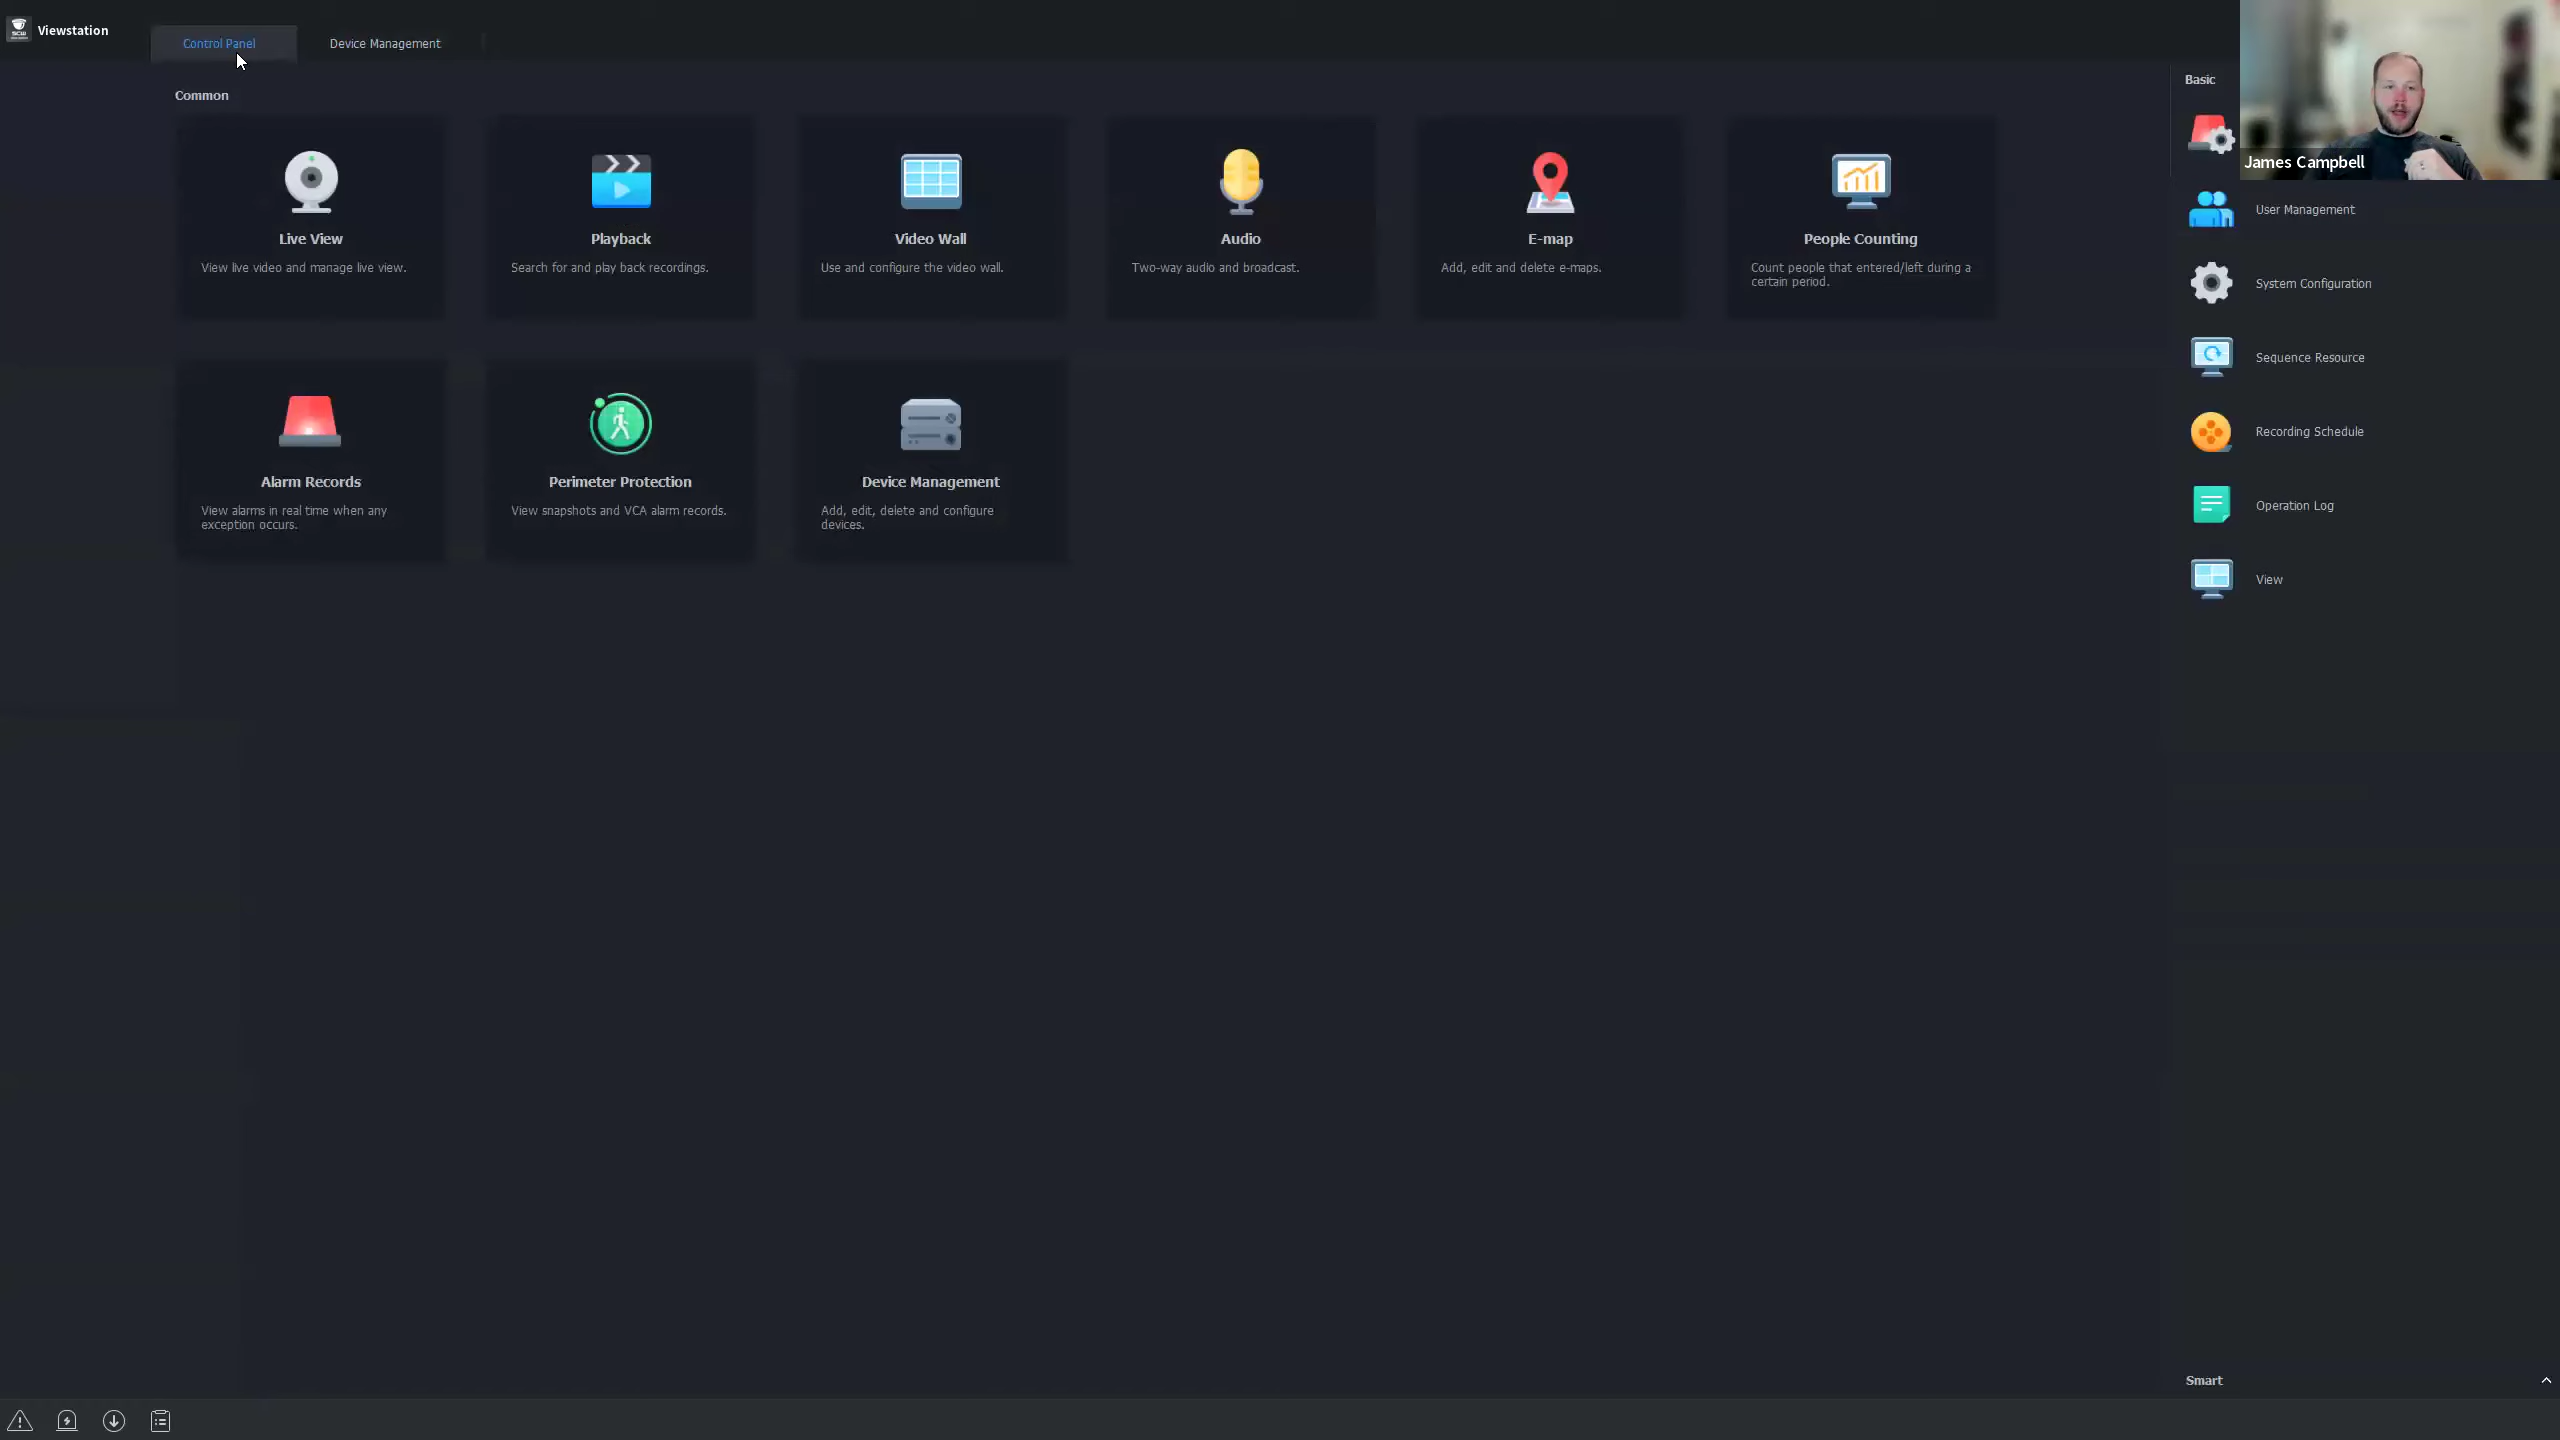 Viewstation
Control Panel
Device Management
Common
Live View
View live video and manage live view.
Playback
Search for and play back recordings.
Video Wall
Use and configure the video wall.
Audio
Two-way audio and broadcast.
E-map
Add, edit and delete e-maps.
People Counting
Count people that entered/left during a
certain period.
Alarm Records
View alarms in real time when any
exception occurs.
Perimeter Protection
View snapshots and VCA alarm records.
Device Management
Add, edit, delete and configure
devices.
Basic
James Campbell
User Management
System Configuration
Sequence Resource
Recording Schedule
Operation Log
View
Smart